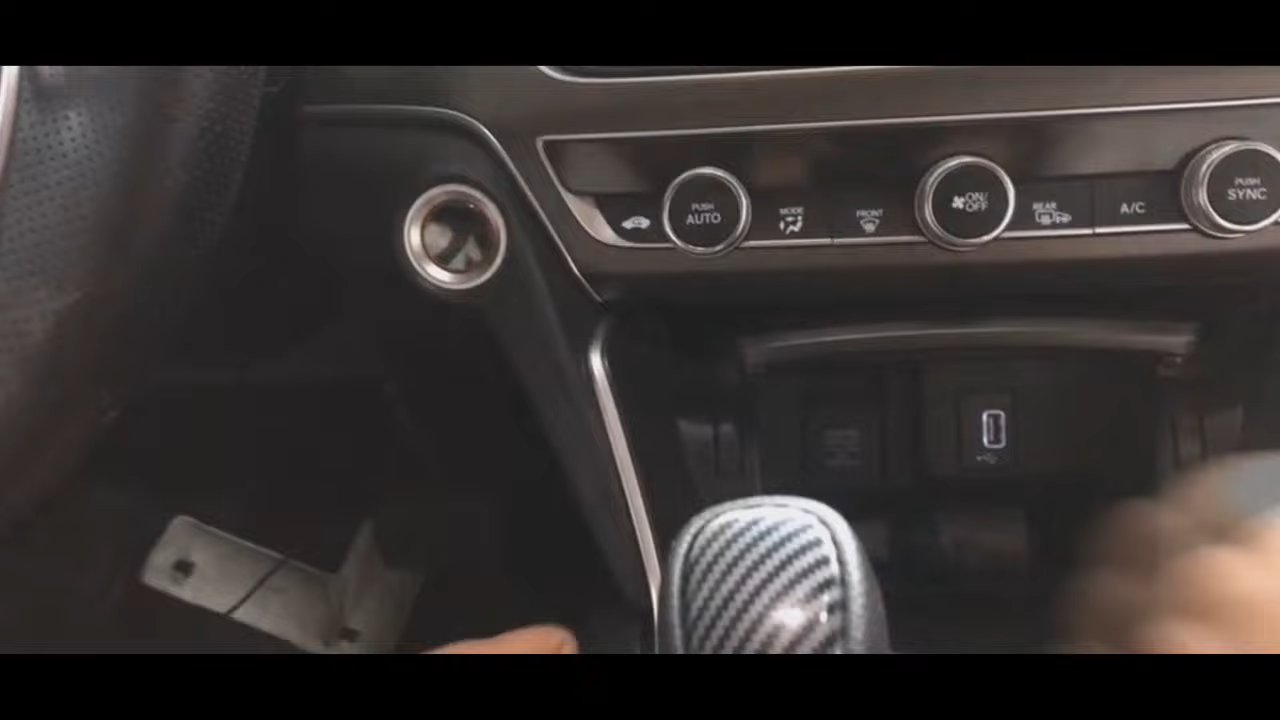 PUSH
AUTO
MODE
FRONT
ON/
OFF
REAR
A/C
PUSH
SYNC